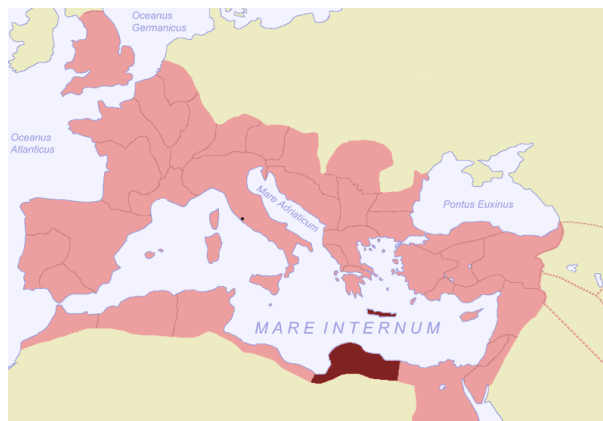 Oceanus
Germanicus
Oceanus
Atlanticus
Mare Adriaticum
Pontus Euxinus
MARE INTERNUM